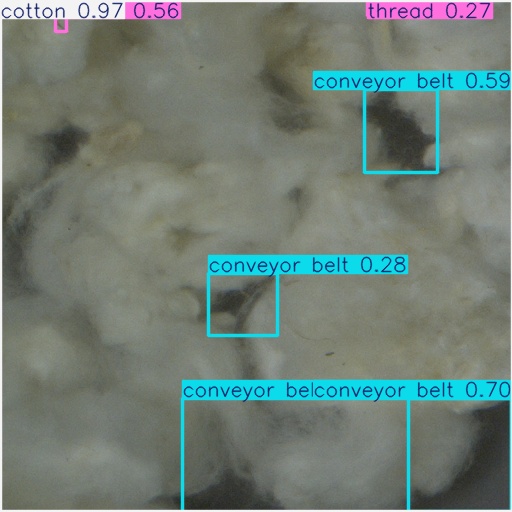 cotton 0.97 0.56
thread 0.27
conveyor belt 0.59
conveyor belt 0.28
conveyor bel
conveyor belt 0.70